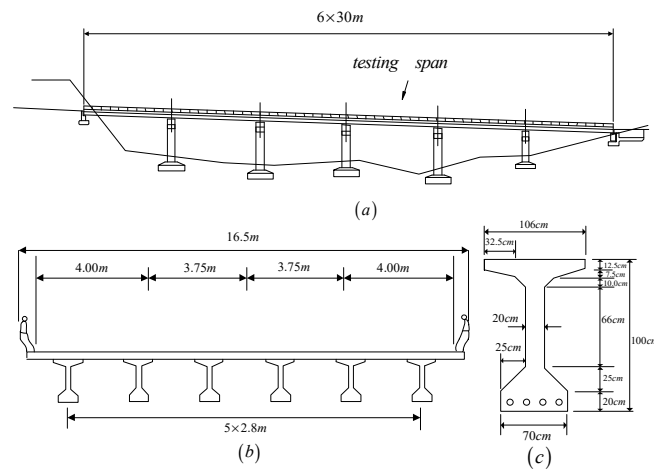 6×30m
testing span
(a)
16.5m
4.00m 3.75m 3.75m 4.00m
5×2.8m
(b)
106cm
32.5cm
12.5cm
7.5cm
10.0cm
20cm
66cm
100cm
25cm
25cm
20cm
70cm
(c)